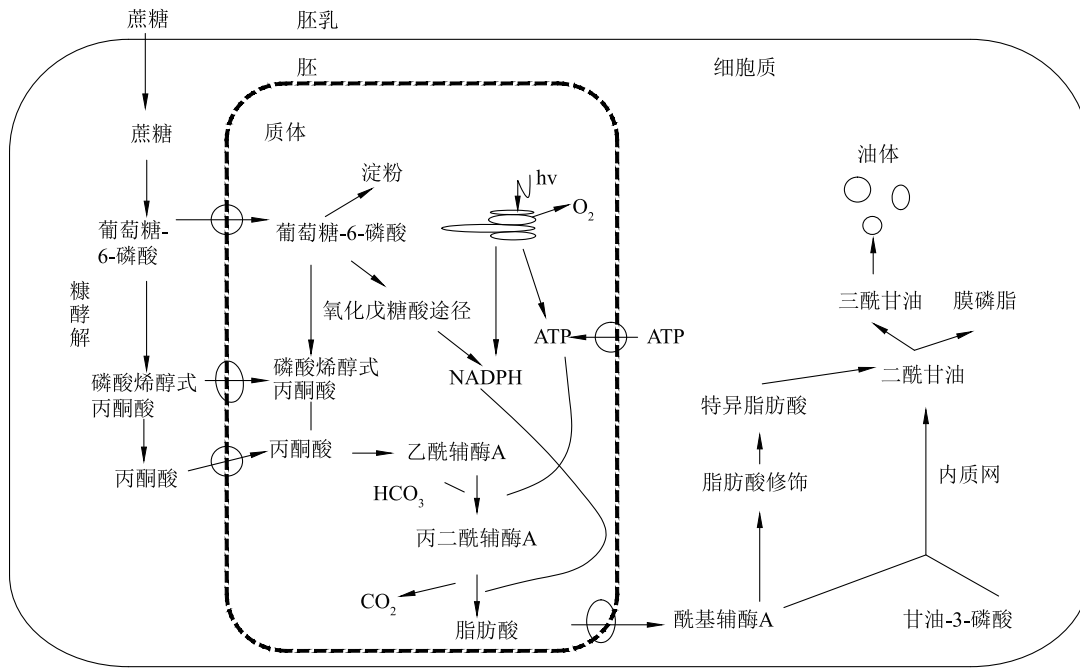 蔗糖
胚乳
胚
细胞质
蔗糖
质体
油体
淀粉
hv
O2
葡萄糖-
6-磷酸
葡萄糖-6-磷酸
糠
酵
解
氧化戊糖酸途径
三酰甘油
膜磷脂
ATP
ATP
NADPH
磷酸烯醇式
丙酮酸
磷酸烯醇式
丙酮酸
二酰甘油
特异脂肪酸
丙酮酸
丙酮酸
乙酰辅酶A
脂肪酸修饰
内质网
HCO3
丙二酰辅酶A
CO2
脂肪酸
酰基辅酶A
甘油-3-磷酸